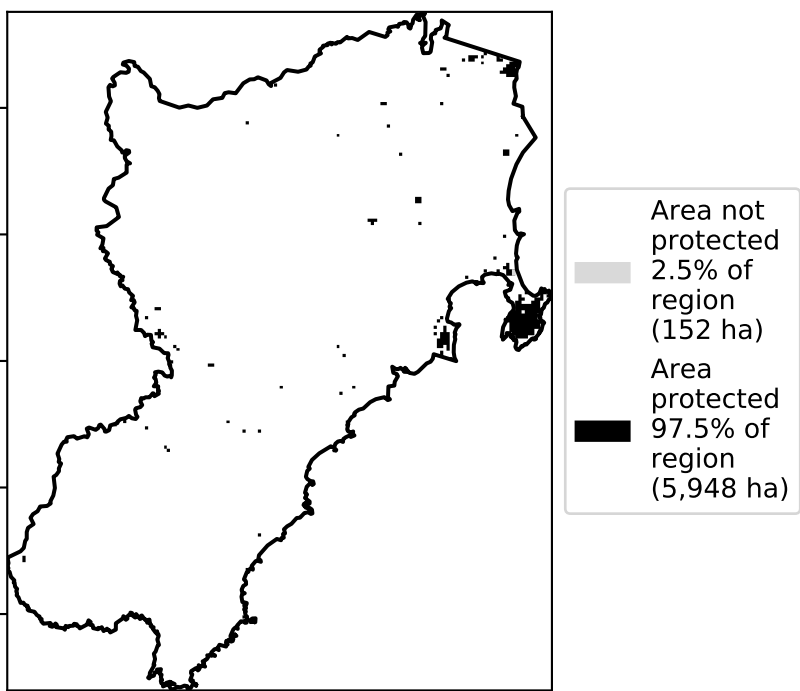 Area not
protected
2.5% of
region
(152 ha)
Area
protected
97.5% of
region
(5,948 ha)